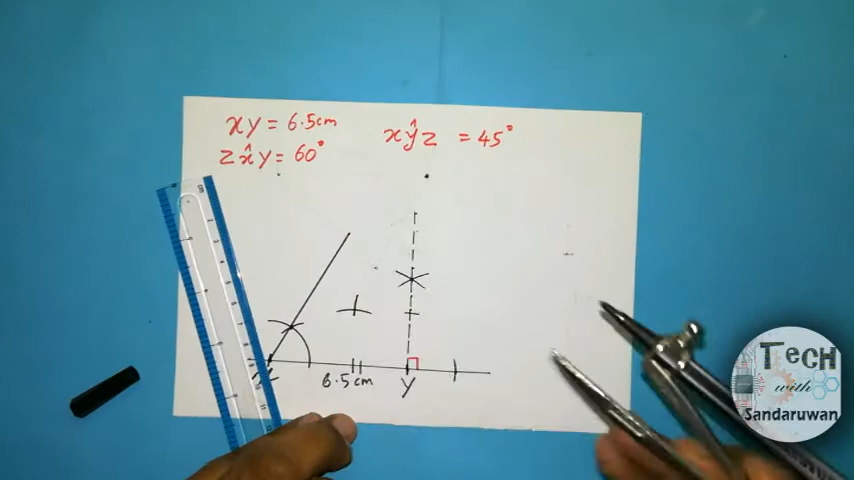 xy = 6.5cm
zx̂y = 60°
xŷz = 45°
x
6.5cm
y
TECH
with
Sandaruwan